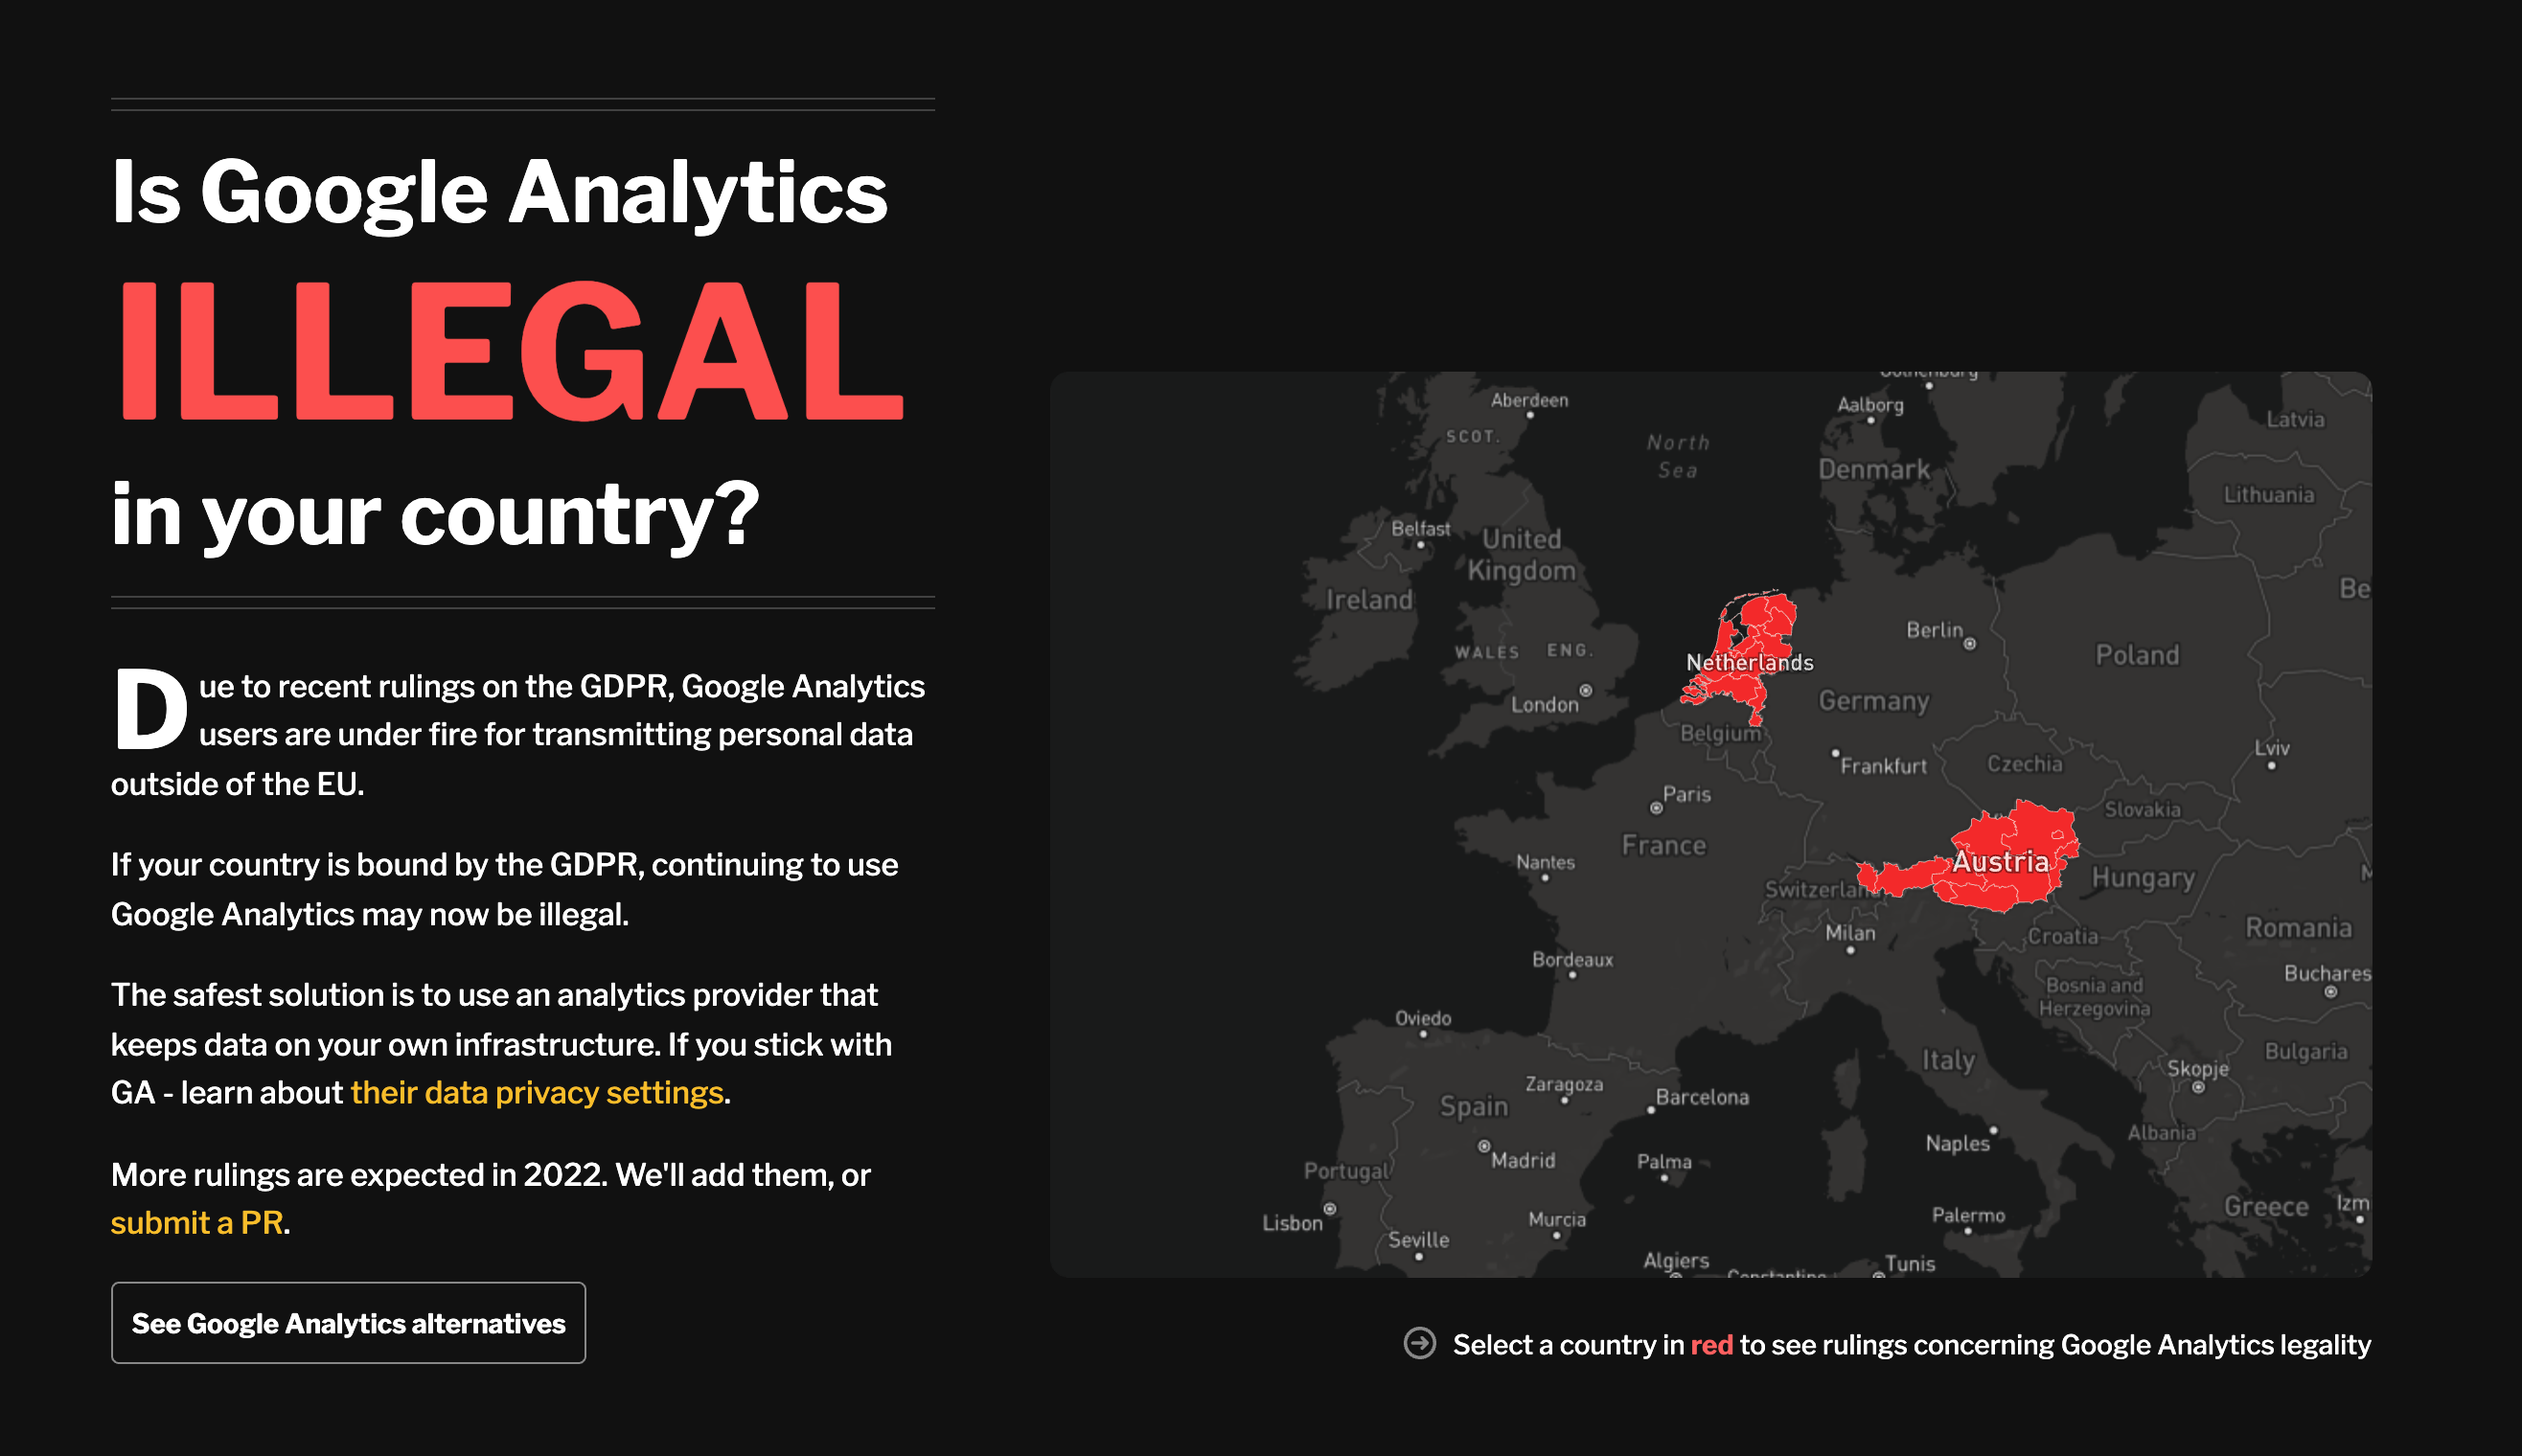 Is Google Analytics
ILLEGAL
in your country?
Due to recent rulings on the GDPR, Google Analytics
users are under fire for transmitting personal data
outside of the EU.
If your country is bound by the GDPR, continuing to use
Google Analytics may now be illegal.
The safest solution is to use an analytics provider that
keeps data on your own infrastructure. If you stick with
GA - learn about their data privacy settings.
More rulings are expected in 2022. We'll add them, or
submit a PR.
See Google Analytics alternatives
Aberdeen
SCOT.
North
Sea
Aalborg
Denmark
Latvia
Lithuania
Belfast
United
Kingdom
Ireland
Be
Berlin
WALES
ENG.
Netherlands
Poland
London
Germany
Belgium
Lviv
Frankfurt
Czechia
Paris
Slovakia
France
Nantes
Austria
Hungary
Switzerlan
M
Romania
Milan
Croatia
Bordeaux
Buchares
Bosnia and
Herzegovina
Oviedo
Italy
Bulgaria
Skopje
Zaragoza
Barcelona
Spain
Albania
Naples
Madrid
Palma
Portugal
Greece
Izm
Lisbon
Murcia
Palermo
Seville
Algiers
Tunis
Select a country in red to see rulings concerning Google Analytics legality